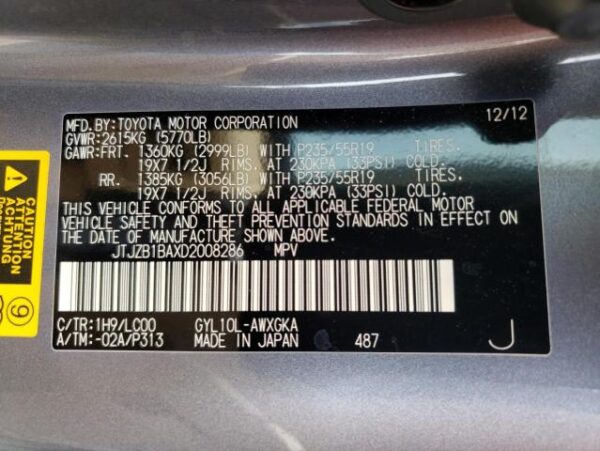 MFD.BY:TOYOTA MOTOR CORPORATION 12/12
GVWR:2615KG (5770LB)
GAWR:FRT. 1360KG (2999LB) WITH P235/55R19 TIRES.
19X7 1/2J RIMS. AT 230KPA (33PSI) COLD.
RR. 1385KG (3056LB) WITH P235/55R19 TIRES.
19X7 1/2J RIMS. AT 230KPA (33PSI) COLD.
THIS VEHICLE CONFORMS TO ALL APPLICABLE FEDERAL MOTOR
VEHICLE SAFETY AND THEFT PREVENTION STANDARDS IN EFFECT ON
THE DATE OF MANUFACTURE SHOWN ABOVE.
JTJZB1BAXD2008286 MPV
C/TR:1H9/LC00 GYL10L-AWXGKA
A/TM:-02A/P313 MADE IN JAPAN 487 J
CAUTION
ATTENTION
ACHTUNG
9